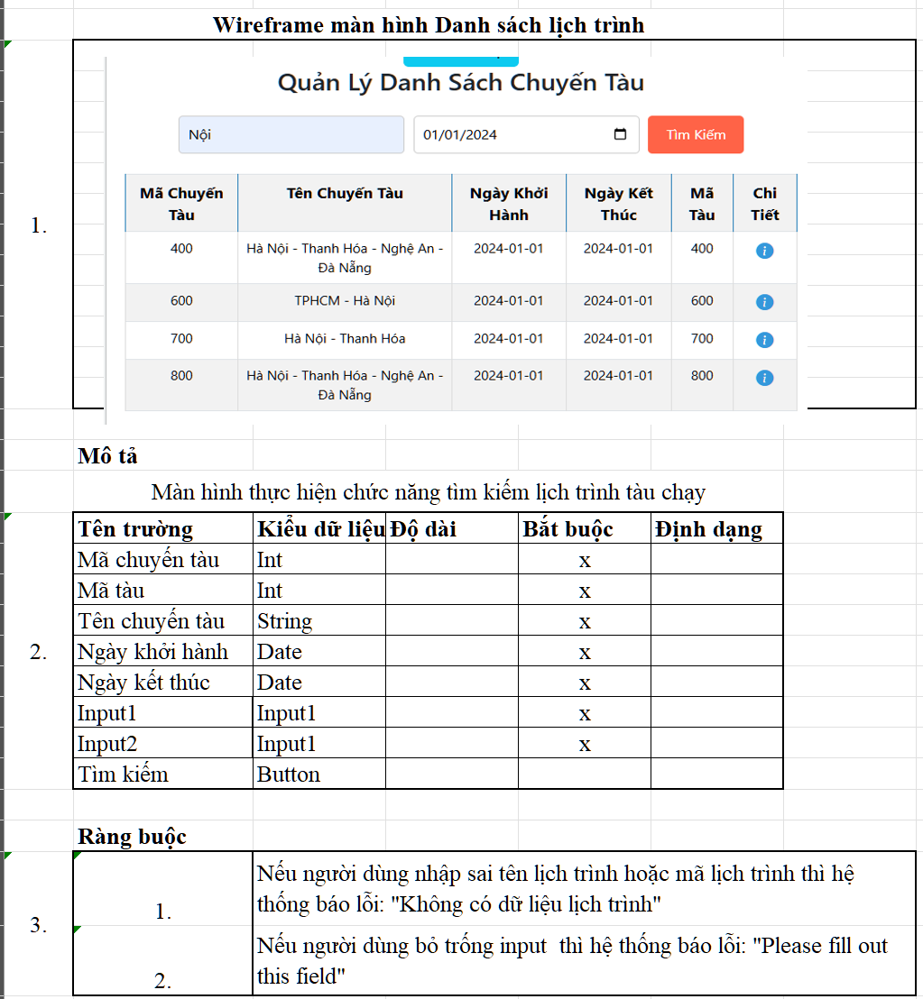 Wireframe màn hình Danh sách lịch trình
1.
Quản Lý Danh Sách Chuyến Tàu
Nội 01/01/2024 Tìm Kiếm
Mã Chuyến Tên Chuyến Tàu Ngày Khởi Ngày Kết Mã Chi
Tàu Hành Thúc Tàu Tiết
400 Hà Nội - Thanh Hóa - Nghệ An - 2024-01-01 2024-01-01 400
Đà Nẵng
600 TPHCM - Hà Nội 2024-01-01 2024-01-01 600
700 Hà Nội - Thanh Hóa 2024-01-01 2024-01-01 700
800 Hà Nội - Thanh Hóa - Nghệ An - 2024-01-01 2024-01-01 800
Đà Nẵng
Mô tả
Màn hình thực hiện chức năng tìm kiếm lịch trình tàu chạy
2.
Tên trường Kiểu dữ liệu Độ dài Bắt buộc Định dạng
Mã chuyến tàu Int x
Mã tàu Int x
Tên chuyến tàu String x
Ngày khởi hành Date x
Ngày kết thúc Date x
Input1 Input1 x
Input2 Input1 x
Tìm kiếm Button
Ràng buộc
3.
1. Nếu người dùng nhập sai tên lịch trình hoặc mã lịch trình thì hệ
thống báo lỗi: "Không có dữ liệu lịch trình"
2. Nếu người dùng bỏ trống input thì hệ thống báo lỗi: "Please fill out
this field"